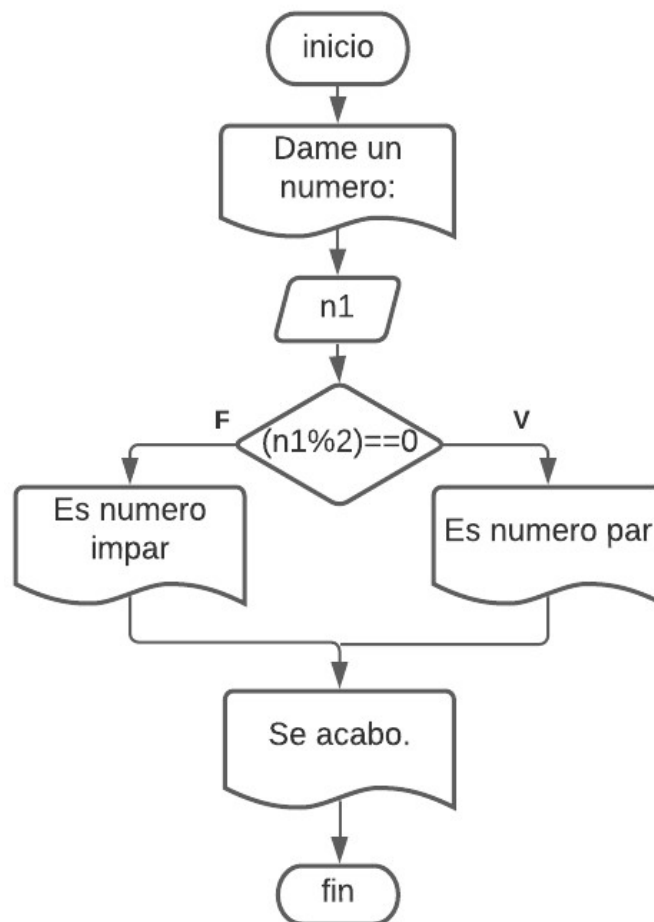 inicio
Dame un
numero:
n1
F
(n1%2)==0
V
Es numero
impar
Es numero par
Se acabo.
fin